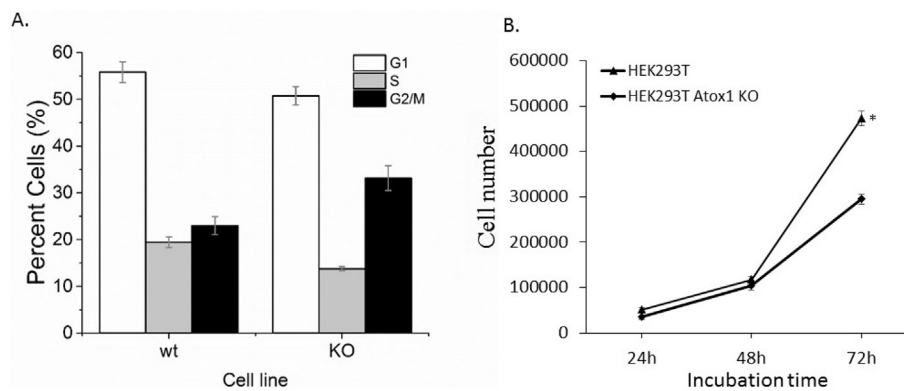 A.
60
50
40
30
20
10
0
Percent Cells (%)
G1
S
G2/M
wt
KO
Cell line
B.
600000
500000
400000
300000
200000
100000
0
Cell number
HEK293T
HEK293T Atox1 KO
*
24h
48h
72h
Incubation time